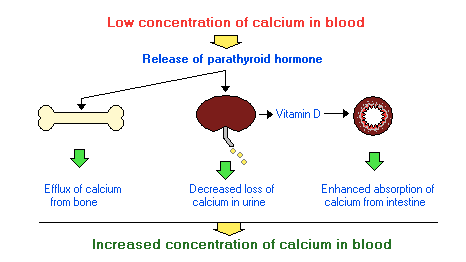 Low concentration of calcium in blood
Release of parathyroid hormone
Vitamin D
Efflux of calcium
from bone
Decreased loss of
calcium in urine
Enhanced absorption of
calcium from intestine
Increased concentration of calcium in blood